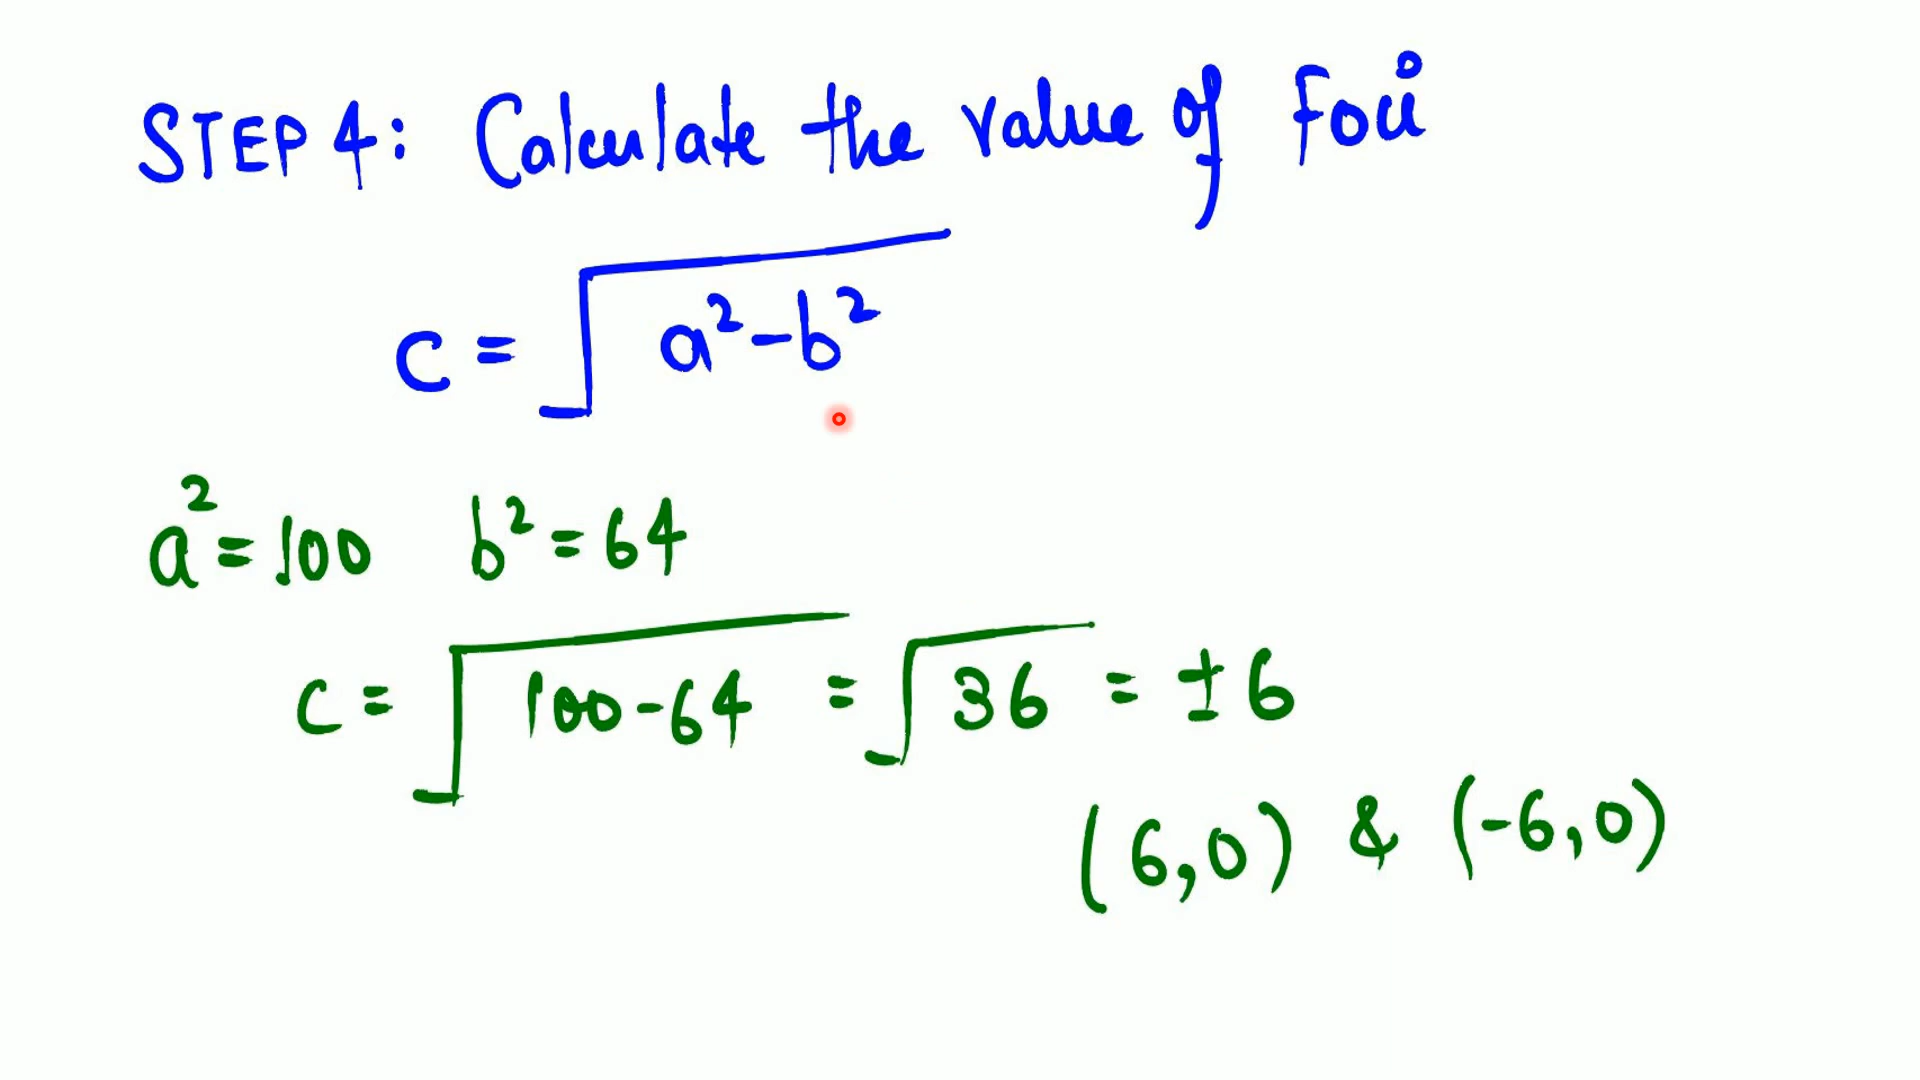 STEP 4: Calculate the value of Foci
c = √(a² - b²)
a² = 100 b² = 64
c = √(100 - 64) = √36 = ±6
(6,0) & (-6,0)